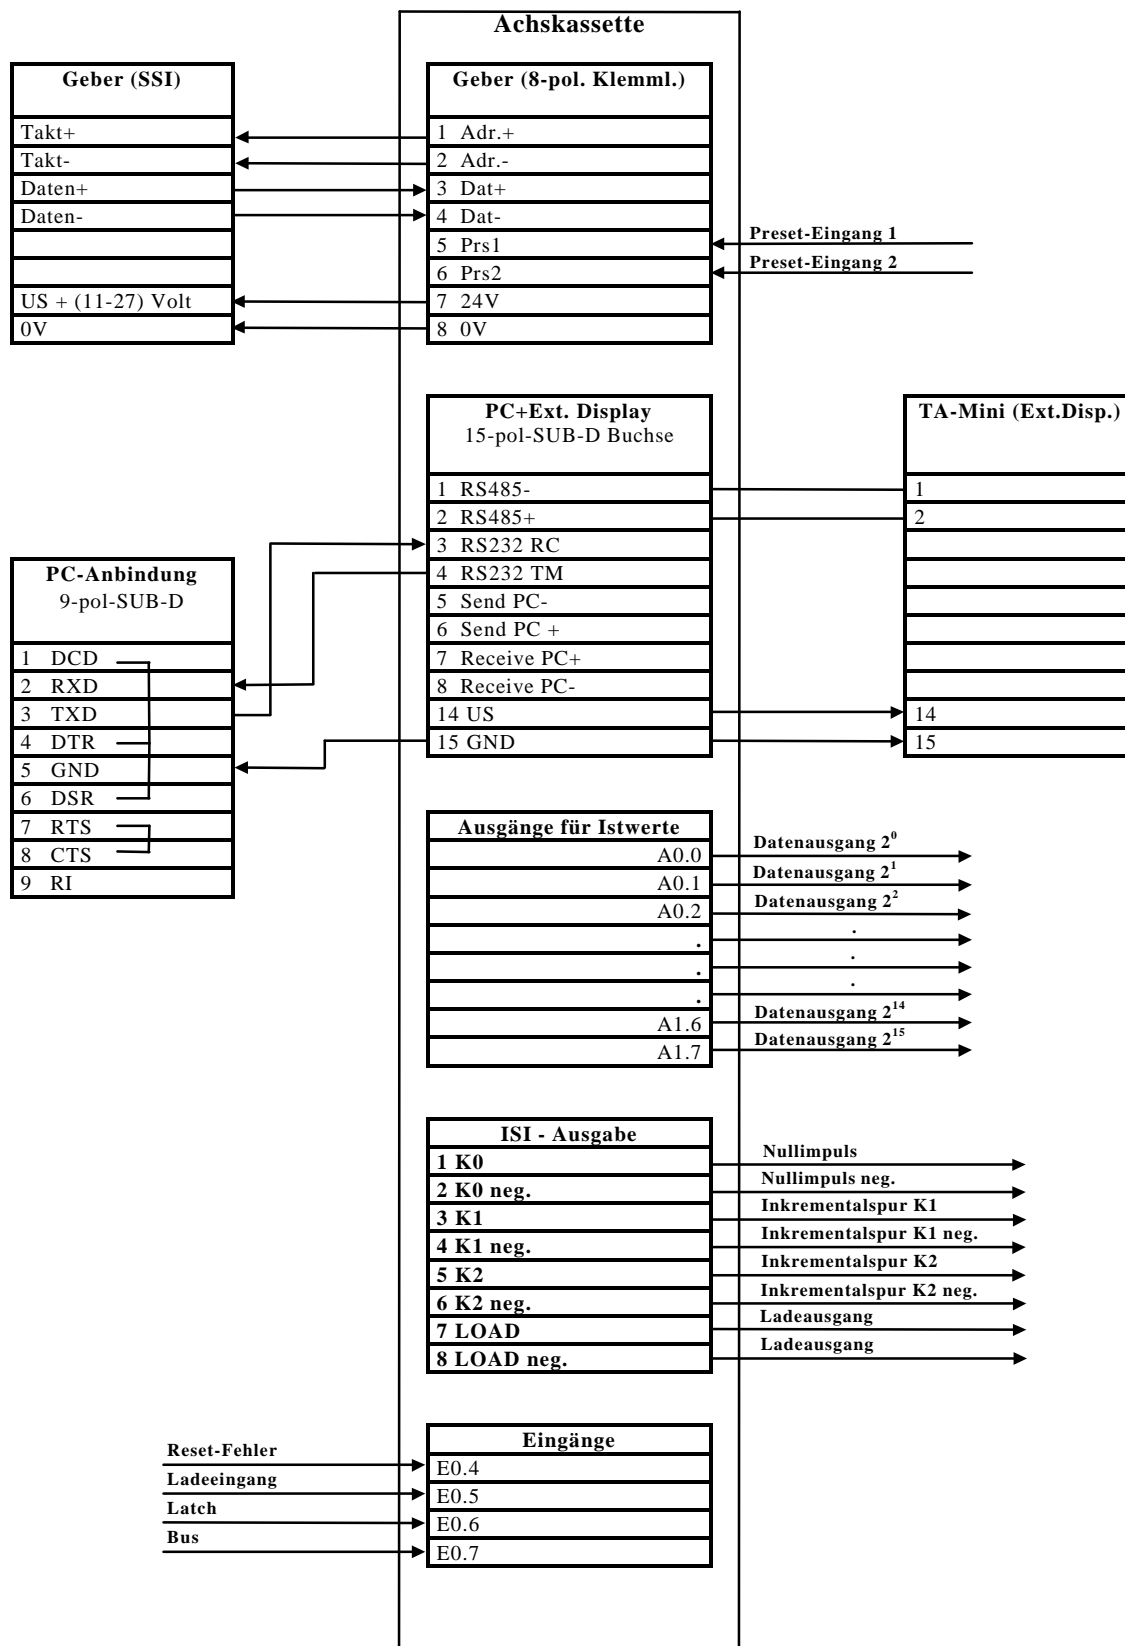 Achskassette
Geber (SSI)
Takt+
Takt-
Daten+
Daten-
US + (11-27) Volt
0V
Geber (8-pol. Klemml.)
1 Adr.+
2 Adr.-
3 Dat+
4 Dat-
5 Prs1
6 Prs2
7 24V
8 0V
Preset-Eingang 1
Preset-Eingang 2
PC+Ext. Display
15-pol-SUB-D Buchse
1 RS485-
2 RS485+
3 RS232 RC
4 RS232 TM
5 Send PC-
6 Send PC +
7 Receive PC+
8 Receive PC-
14 US
15 GND
TA-Mini (Ext.Disp.)
1
2
14
15
PC-Anbindung
9-pol-SUB-D
1 DCD
2 RXD
3 TXD
4 DTR
5 GND
6 DSR
7 RTS
8 CTS
9 RI
Ausgänge für Istwerte
A0.0
A0.1
A0.2
.
.
.
A1.6
A1.7
Datenausgang 2⁰
Datenausgang 2¹
Datenausgang 2²
.
.
.
Datenausgang 2¹⁴
Datenausgang 2¹⁵
ISI - Ausgabe
1 K0
2 K0 neg.
3 K1
4 K1 neg.
5 K2
6 K2 neg.
7 LOAD
8 LOAD neg.
Nullimpuls
Nullimpuls neg.
Inkrementalspur K1
Inkrementalspur K1 neg.
Inkrementalspur K2
Inkrementalspur K2 neg.
Ladeausgang
Ladeausgang
Reset-Fehler
Ladeeingang
Latch
Bus
Eingänge
E0.4
E0.5
E0.6
E0.7